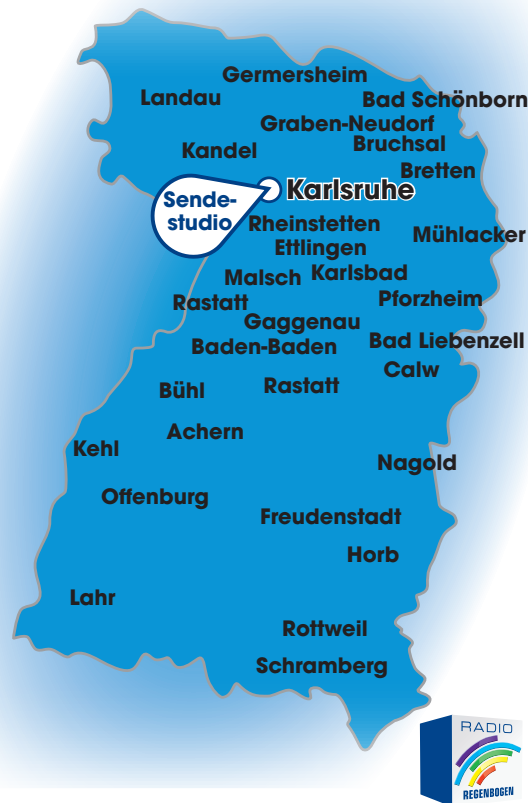 Germersheim
Landau
Bad Schönborn
Graben-Neudorf
Bruchsal
Kandel
Bretten
Sende-
studio
Karlsruhe
Rheinstetten
Mühlacker
Ettlingen
Malsch
Karlsbad
Rastatt
Pforzheim
Gaggenau
Baden-Baden
Bad Liebenzell
Calw
Bühl
Rastatt
Achern
Kehl
Nagold
Offenburg
Freudenstadt
Horb
Lahr
Rottweil
Schramberg
RADIO
REGENBOGEN